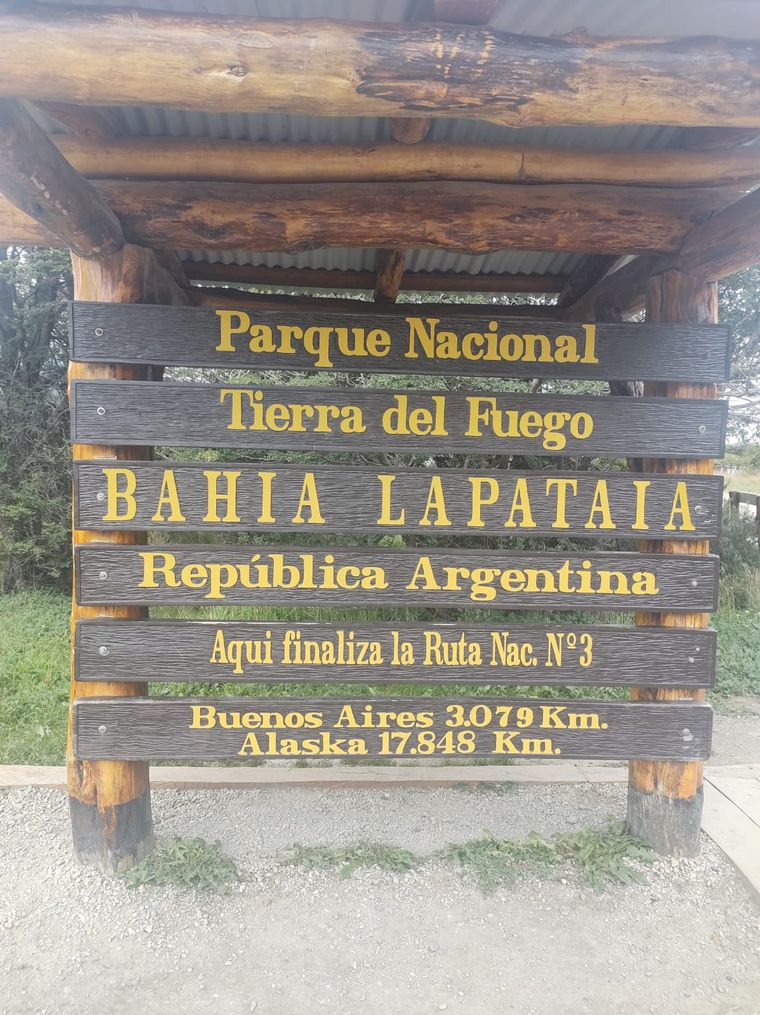 Parque Nacional
Tierra del Fuego
BAHIA LAPATAIA
República Argentina
Aqui finaliza la Ruta Nac. Nº3
Buenos Aires 3.079 Km.
Alaska 17.848 Km.